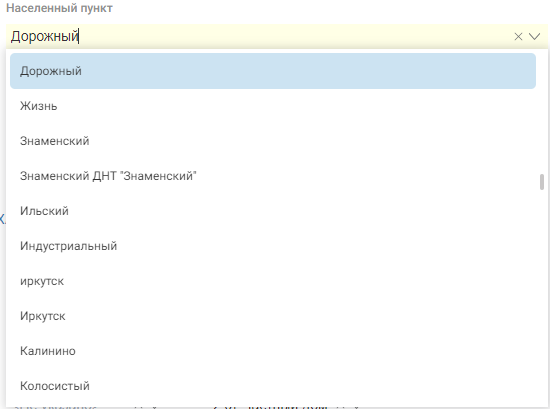 Населенный пункт
Дорожный
Дорожный
Жизнь
Знаменский
Знаменский ДНТ "Знаменский"
Ильский
Индустриальный
иркутск
Иркутск
Калинино
Колосистый